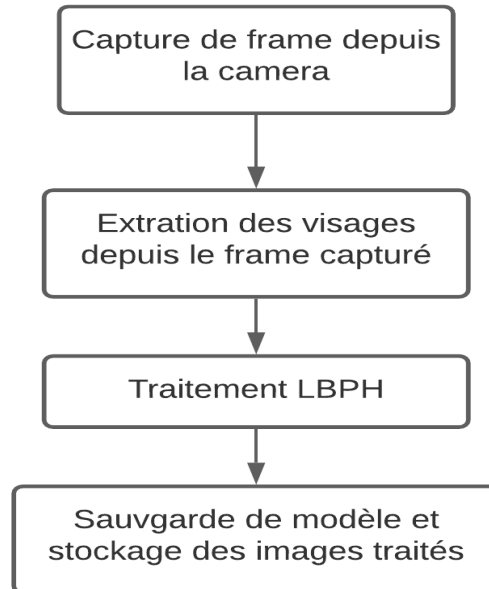 Capture de frame depuis
la camera
Extration des visages
depuis le frame capturé
Traitement LBPH
Sauvgarde de modèle et
stockage des images traités